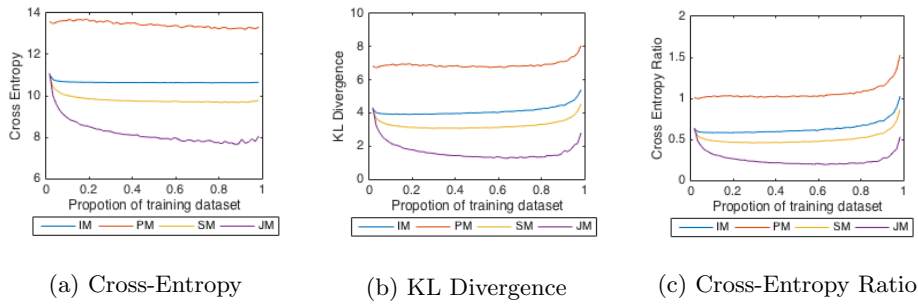 Cross Entropy
14
12
10
8
6
0 0.2 0.4 0.6 0.8 1
Propotion of training dataset
IM PM SM JM
(a) Cross-Entropy
KL Divergence
10
8
6
4
2
0
0 0.2 0.4 0.6 0.8 1
Propotion of training dataset
IM PM SM JM
(b) KL Divergence
Cross Entropy Ratio
2
1.5
1
0.5
0
0 0.2 0.4 0.6 0.8 1
Propotion of training dataset
IM PM SM JM
(c) Cross-Entropy Ratio